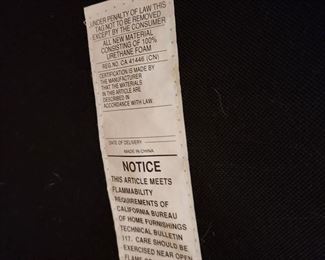 UNDER PENALTY OF LAW THIS
TAG NOT TO BE REMOVED
EXCEPT BY THE CONSUMER
ALL NEW MATERIAL
CONSISTING OF 100%
URETHANE FOAM
REG. NO. CA 41446 (CN)
CERTIFICATION IS MADE BY
THE MANUFACTURER
THAT THE MATERIALS
IN THIS ARTICLE ARE
DESCRIBED IN
ACCORDANCE WITH LAW.
DATE OF DELIVERY
MADE IN CHINA
NOTICE
THIS ARTICLE MEETS
FLAMMABILITY
REQUIREMENTS OF
CALIFORNIA BUREAU
OF HOME FURNISHINGS
TECHNICAL BULLETIN
117. CARE SHOULD BE
EXERCISED NEAR OPEN